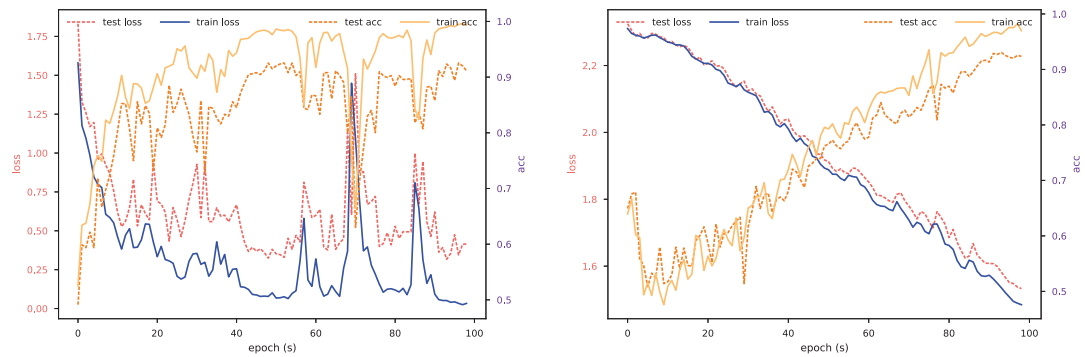 test loss train loss test acc train acc
1.75
1.50
1.25
1.00
0.75
0.50
0,25
0,00
loss
1.0
0.9
0.8
0.7
0.6
0.5
acc
0 20 40 60 80 100
epoch (s)
test loss train loss test acc train acc
2,2
2.0
1.8
1.6
loss
1.0
0.9
0.8
0.7
0.6
0.5
acc
0 20 40 60 80 100
epoch (s)